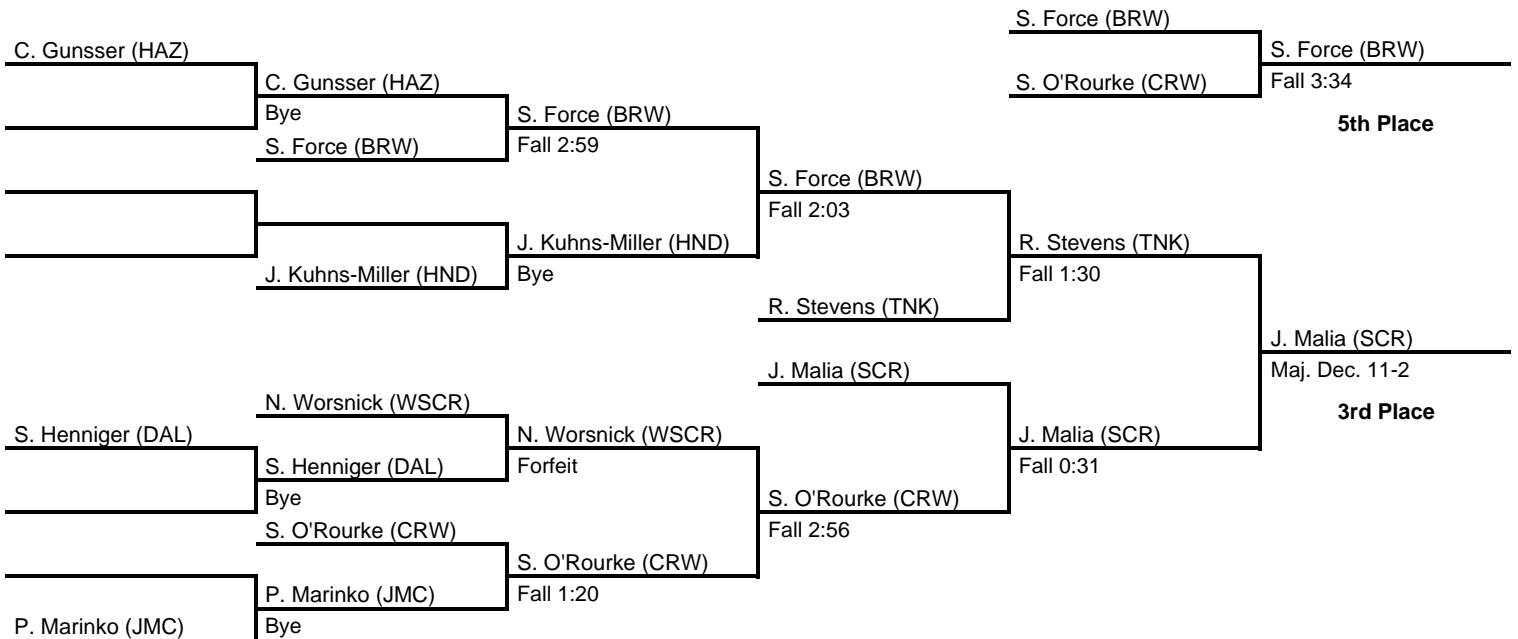 S. Force (BRW)
C. Gunsser (HAZ)
S. Force (BRW)
C. Gunsser (HAZ)
S. O'Rourke (CRW)
Fall 3:34
Bye
S. Force (BRW)
5th Place
S. Force (BRW)
Fall 2:59
S. Force (BRW)
Fall 2:03
J. Kuhns-Miller (HND)
R. Stevens (TNK)
J. Kuhns-Miller (HND)
Bye
Fall 1:30
R. Stevens (TNK)
J. Malia (SCR)
J. Malia (SCR)
Maj. Dec. 11-2
N. Worsnick (WSCR)
3rd Place
S. Henniger (DAL)
N. Worsnick (WSCR)
J. Malia (SCR)
S. Henniger (DAL)
Forfeit
Fall 0:31
Bye
S. O'Rourke (CRW)
S. O'Rourke (CRW)
Fall 2:56
S. O'Rourke (CRW)
P. Marinko (JMC)
Fall 1:20
P. Marinko (JMC)
Bye